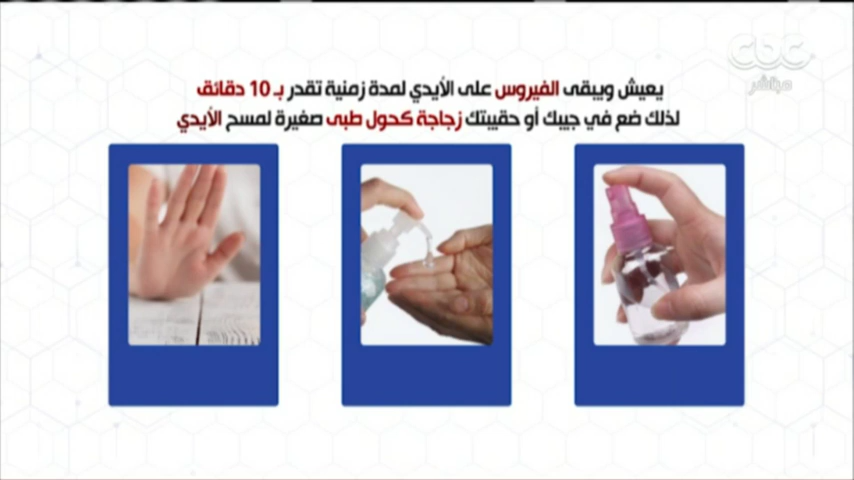 cbc
مباشر
يعيش ويبقى الفيروس على الأيدي لمدة زمنية تقدر بـ 10 دقائق
لذلك ضع في جيبك أو حقيبتك زجاجة كحول طبى صغيرة لمسح الأيدي